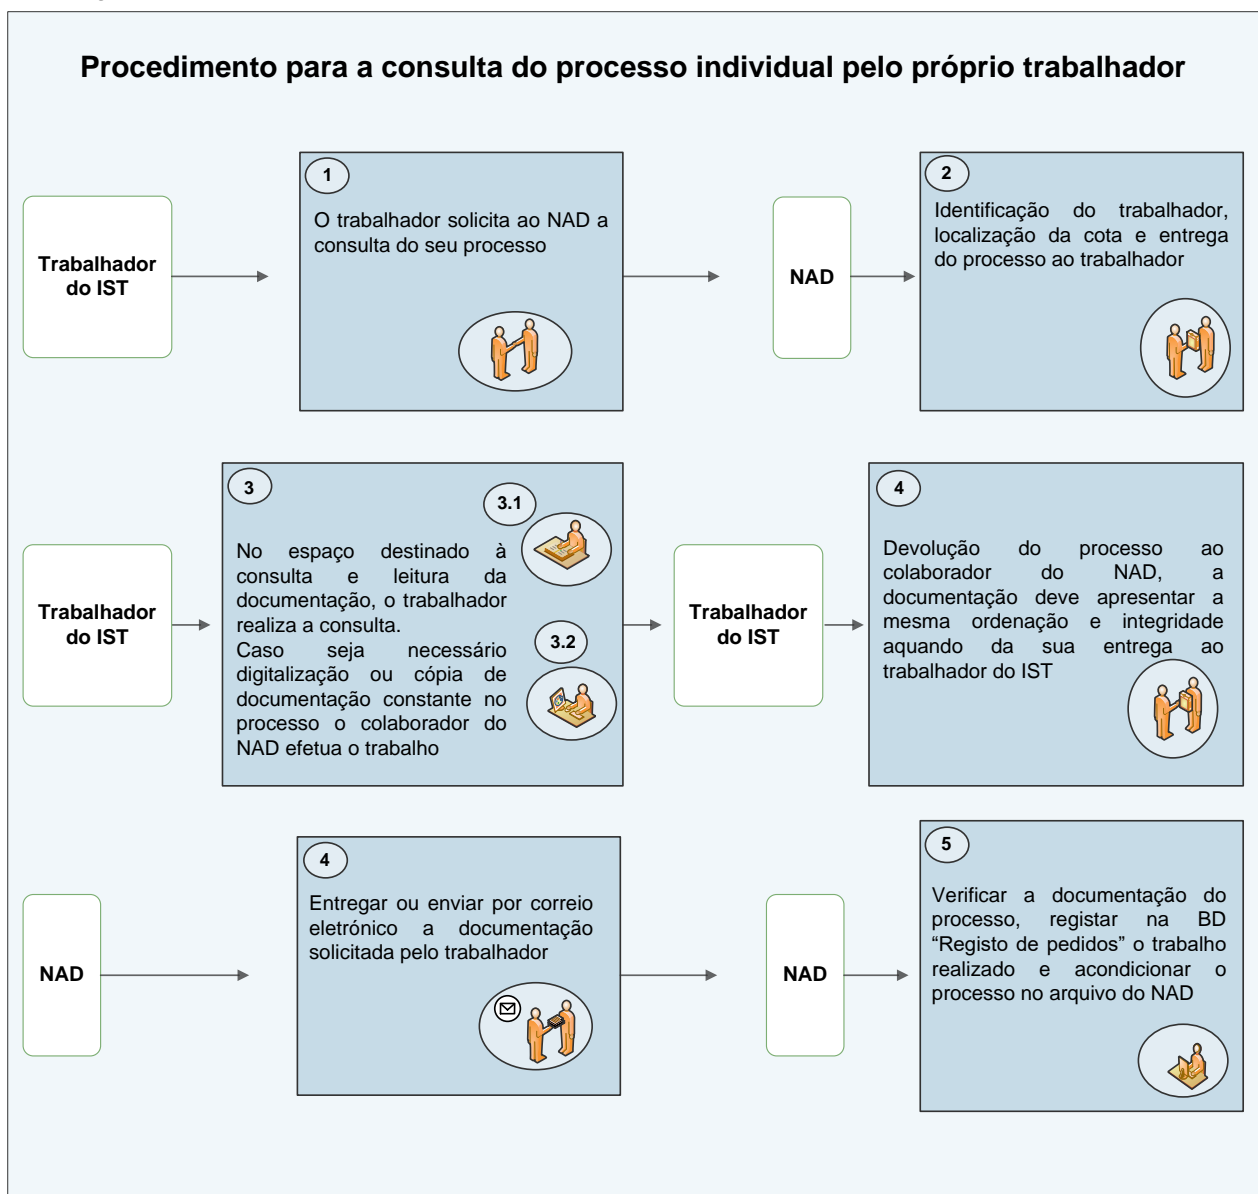 Procedimento para a consulta do processo individual pelo próprio trabalhador
Trabalhador
do IST
1
O trabalhador solicita ao NAD a
consulta do seu processo
NAD
2
Identificação do trabalhador,
localização da cota e entrega
do processo ao trabalhador
Trabalhador
do IST
3
3.1
No espaço destinado à
consulta e leitura da
documentação, o trabalhador
realiza a consulta.
3.2
Caso seja necessário
digitalização ou cópia de
documentação constante no
processo o colaborador do
NAD efetua o trabalho
Trabalhador
do IST
4
Devolução do processo ao
colaborador do NAD, a
documentação deve apresentar a
mesma ordenação e integridade
aquando da sua entrega ao
trabalhador do IST
NAD
4
Entregar ou enviar por correio
eletrónico a documentação
solicitada pelo trabalhador
NAD
5
Verificar a documentação do
processo, registar na BD
“Registo de pedidos” o trabalho
realizado e acondicionar o
processo no arquivo do NAD